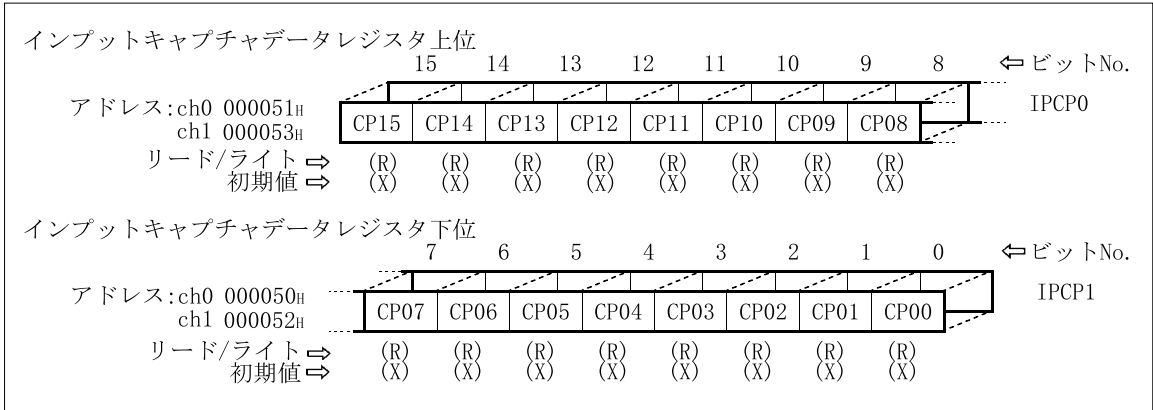 インプットキャプチャデータレジスタ上位
15 14 13 12 11 10 9 8 ⇦ビットNo.
アドレス:ch0 000051H
CP15 CP14 CP13 CP12 CP11 CP10 CP09 CP08 IPCP0
ch1 000053H
リード/ライト⇨ (R) (R) (R) (R) (R) (R) (R) (R)
初期値⇨ (X) (X) (X) (X) (X) (X) (X) (X)
インプットキャプチャデータレジスタ下位
7 6 5 4 3 2 1 0 ⇦ビットNo.
アドレス:ch0 000050H
CP07 CP06 CP05 CP04 CP03 CP02 CP01 CP00 IPCP1
ch1 000052H
リード/ライト⇨ (R) (R) (R) (R) (R) (R) (R) (R)
初期値⇨ (X) (X) (X) (X) (X) (X) (X) (X)